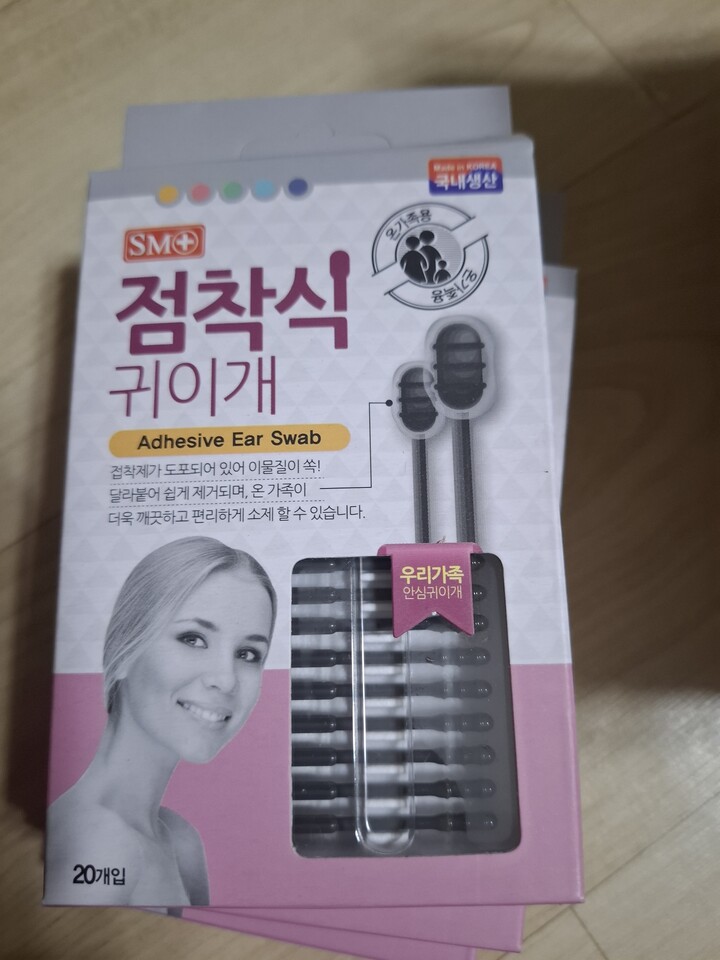 Made in KOREA
국내생산
SM
온가족용
온가족용
점착식
귀이개
Adhesive Ear Swab
접착제가 도포되어 있어 이물질이 쏙!
달라붙어 쉽게 제거되며, 온 가족이
더욱 깨끗하고 편리하게 소제 할 수 있습니다.
우리가족
안심귀이개
20개입